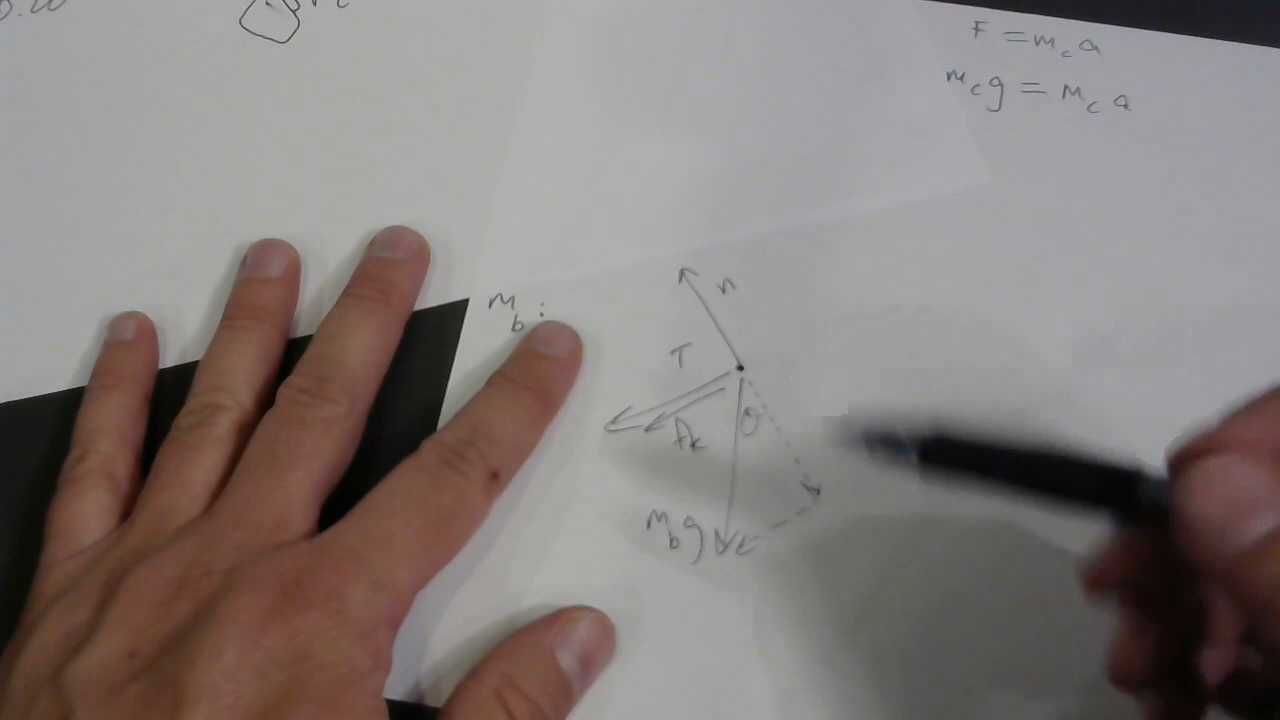 F = m_c a
m_c g = m_c a
m_b :
n
T
f_k
θ
m_b g